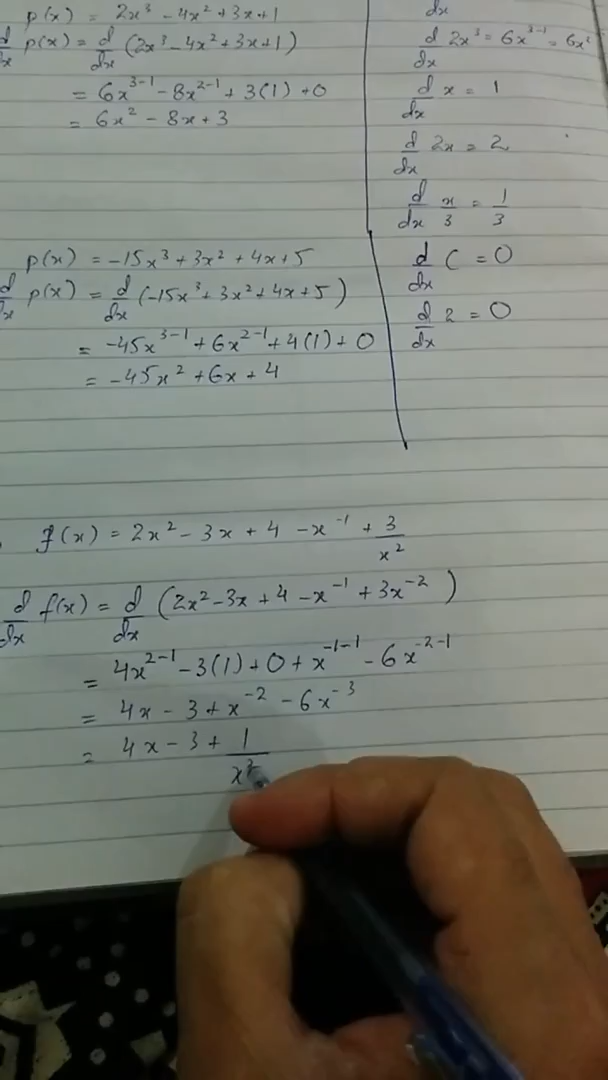 p(x) = 2x³ - 4x² + 3x + 1
d/dx p(x) = d/dx (2x³ - 4x² + 3x + 1)
= 6x³⁻¹ - 8x²⁻¹ + 3(1) + 0
= 6x² - 8x + 3
p(x) = -15x³ + 3x² + 4x + 5
d/dx p(x) = d/dx (-15x³ + 3x² + 4x + 5)
= -45x³⁻¹ + 6x²⁻¹ + 4(1) + 0
= -45x² + 6x + 4
dx
d/dx 2x³ = 6x³⁻¹ = 6x²
d/dx x = 1
d/dx 2x = 2
d/dx x/3 = 1/3
d/dx C = 0
d/dx 2 = 0
f(x) = 2x² - 3x + 4 - x⁻¹ + 3/x²
d/dx f(x) = d/dx (2x² - 3x + 4 - x⁻¹ + 3x⁻²)
= 4x²⁻¹ - 3(1) + 0 + x⁻¹⁻¹ - 6x⁻²⁻¹
= 4x - 3 + x⁻² - 6x⁻³
= 4x - 3 + 1/x²